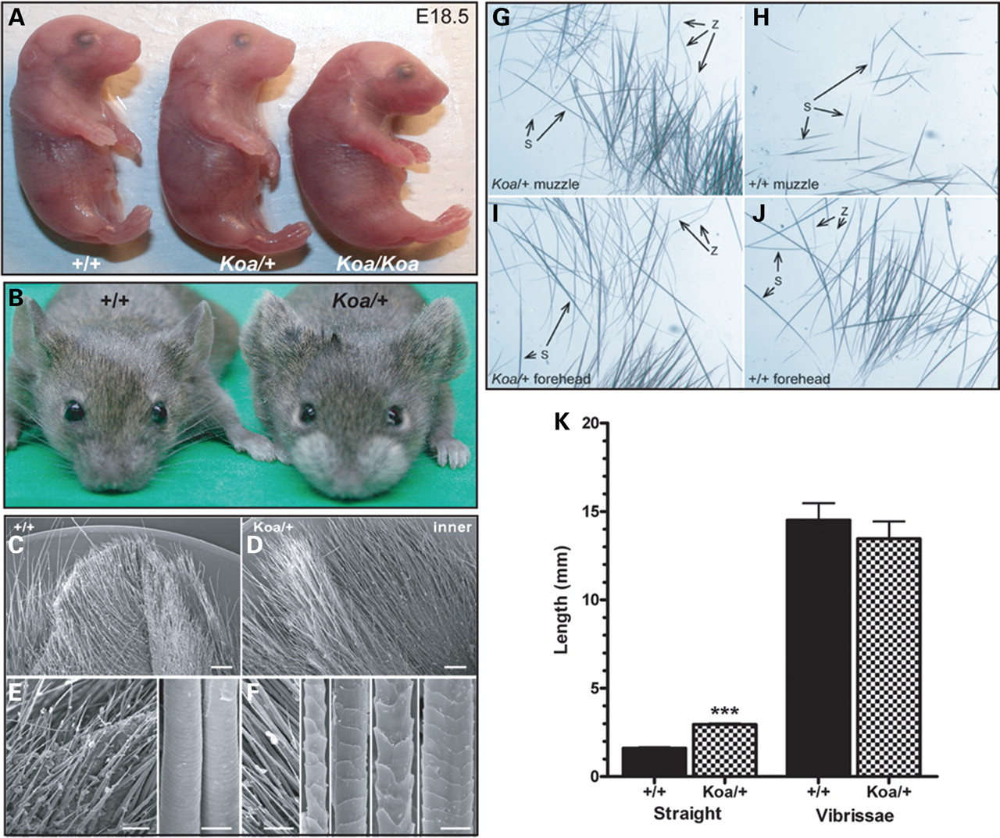 A
E18.5
+/+
Koa/+
Koa/Koa
B
+/+
Koa/+
+/+
C
Koa/+
D
inner
E
F
G
z
s
Koa/+ muzzle
H
s
+/+ muzzle
I
z
s
Koa/+ forehead
J
z
s
+/+ forehead
K
20
15
10
5
0
Length (mm)
***
+/+
Koa/+
+/+
Koa/+
Straight
Vibrissae